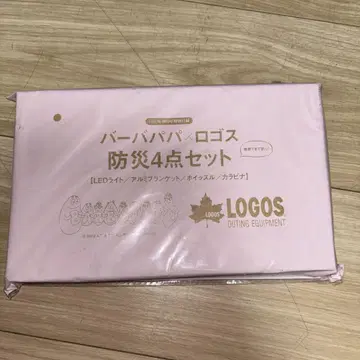 バーバパパ×ロゴス
防災4点セット
【LEDライト／アルミブランケット／ホイッスル／カラビナ】
LOGOS
LOGOS
OUTING EQUIPMENT